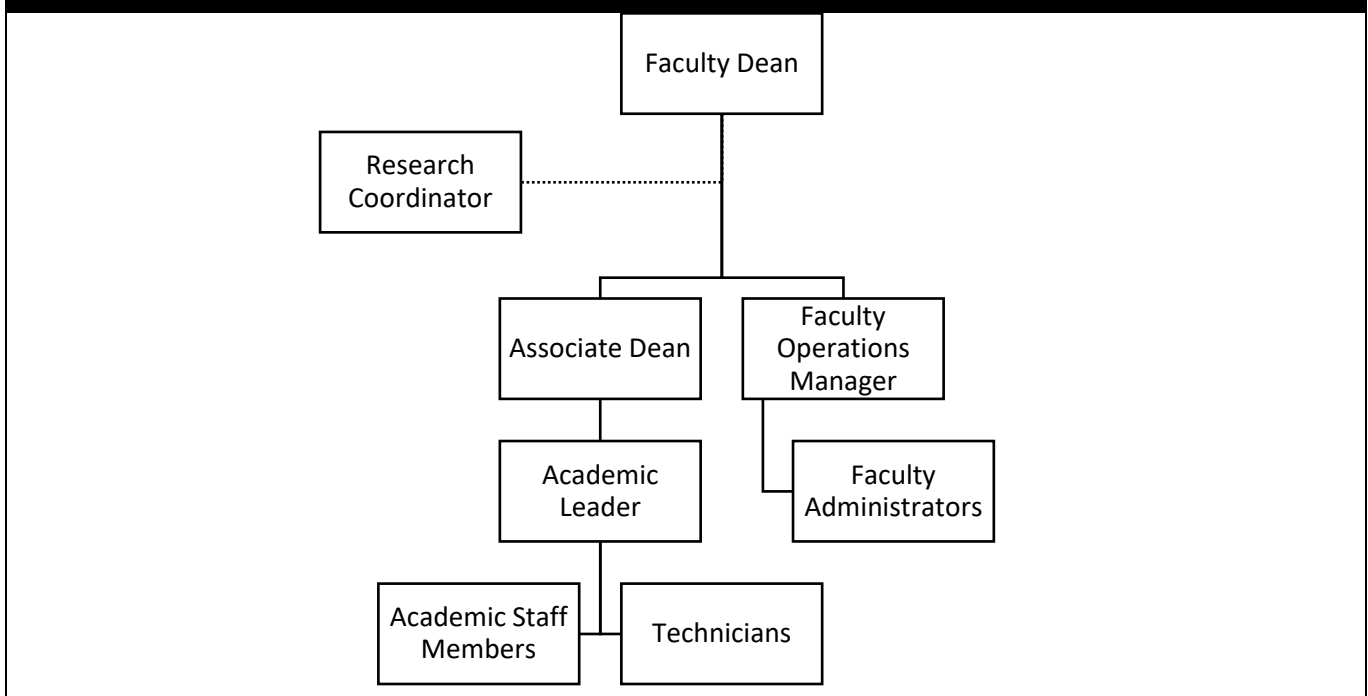 Faculty Dean
Research
Coordinator
Associate Dean
Faculty
Operations
Manager
Academic
Leader
Faculty
Administrators
Academic Staff
Members
Technicians